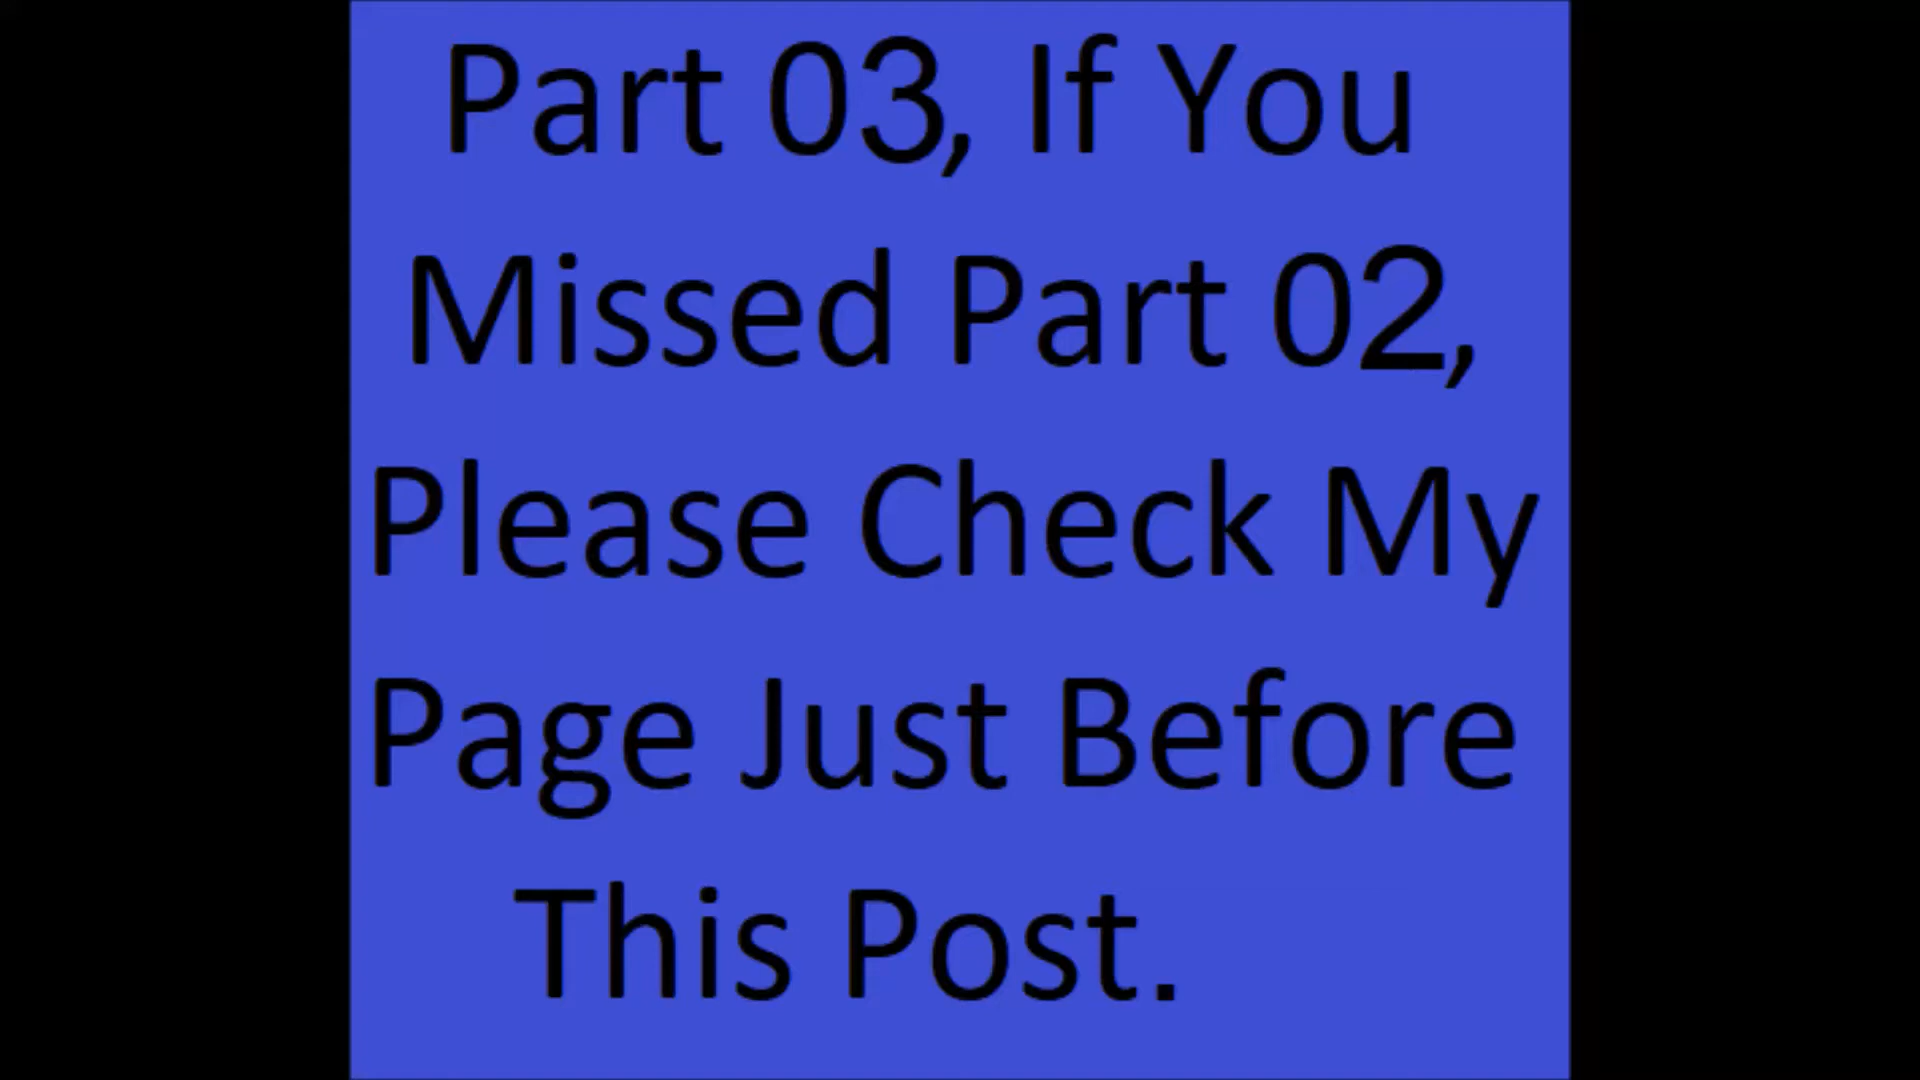 Part 03, If You
Missed Part 02,
Please Check My
Page Just Before
This Post.